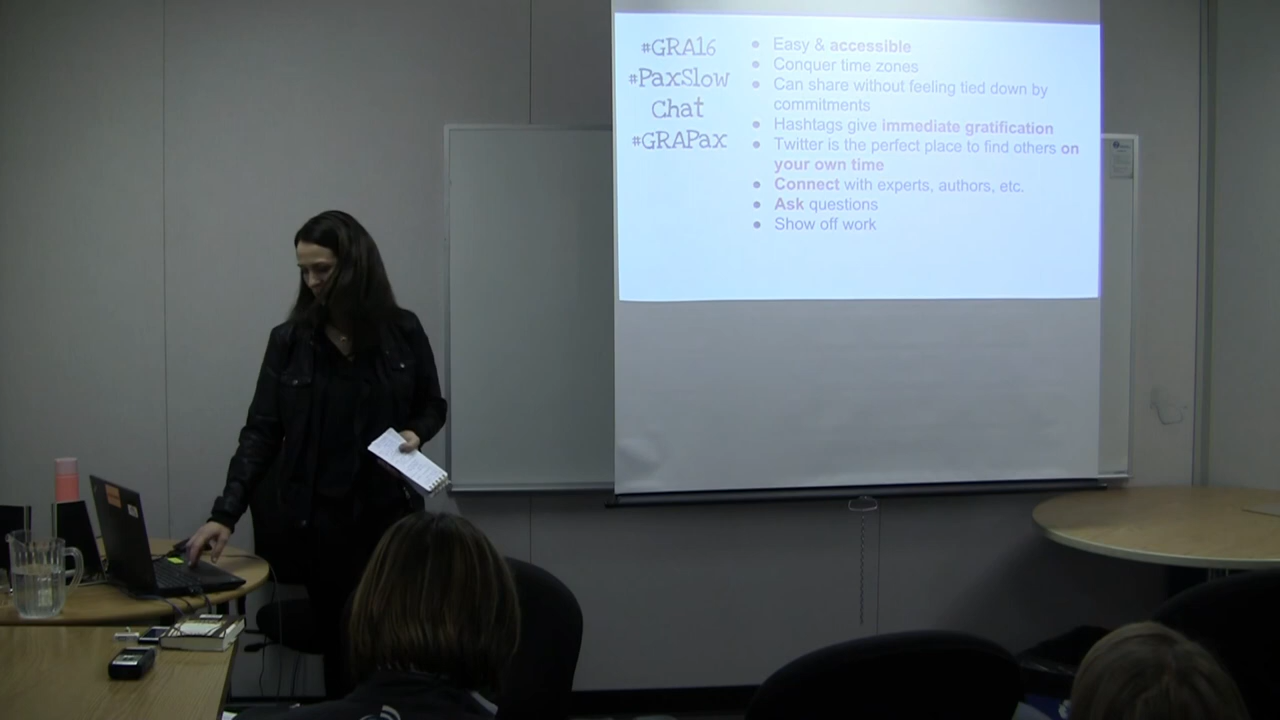 #GRA16
#PaxSlow
Chat
#GRAPax
● Easy & accessible
● Conquer time zones
● Can share without feeling tied down by
commitments
● Hashtags give immediate gratification
● Twitter is the perfect place to find others on
your own time
● Connect with experts, authors, etc.
● Ask questions
● Show off work